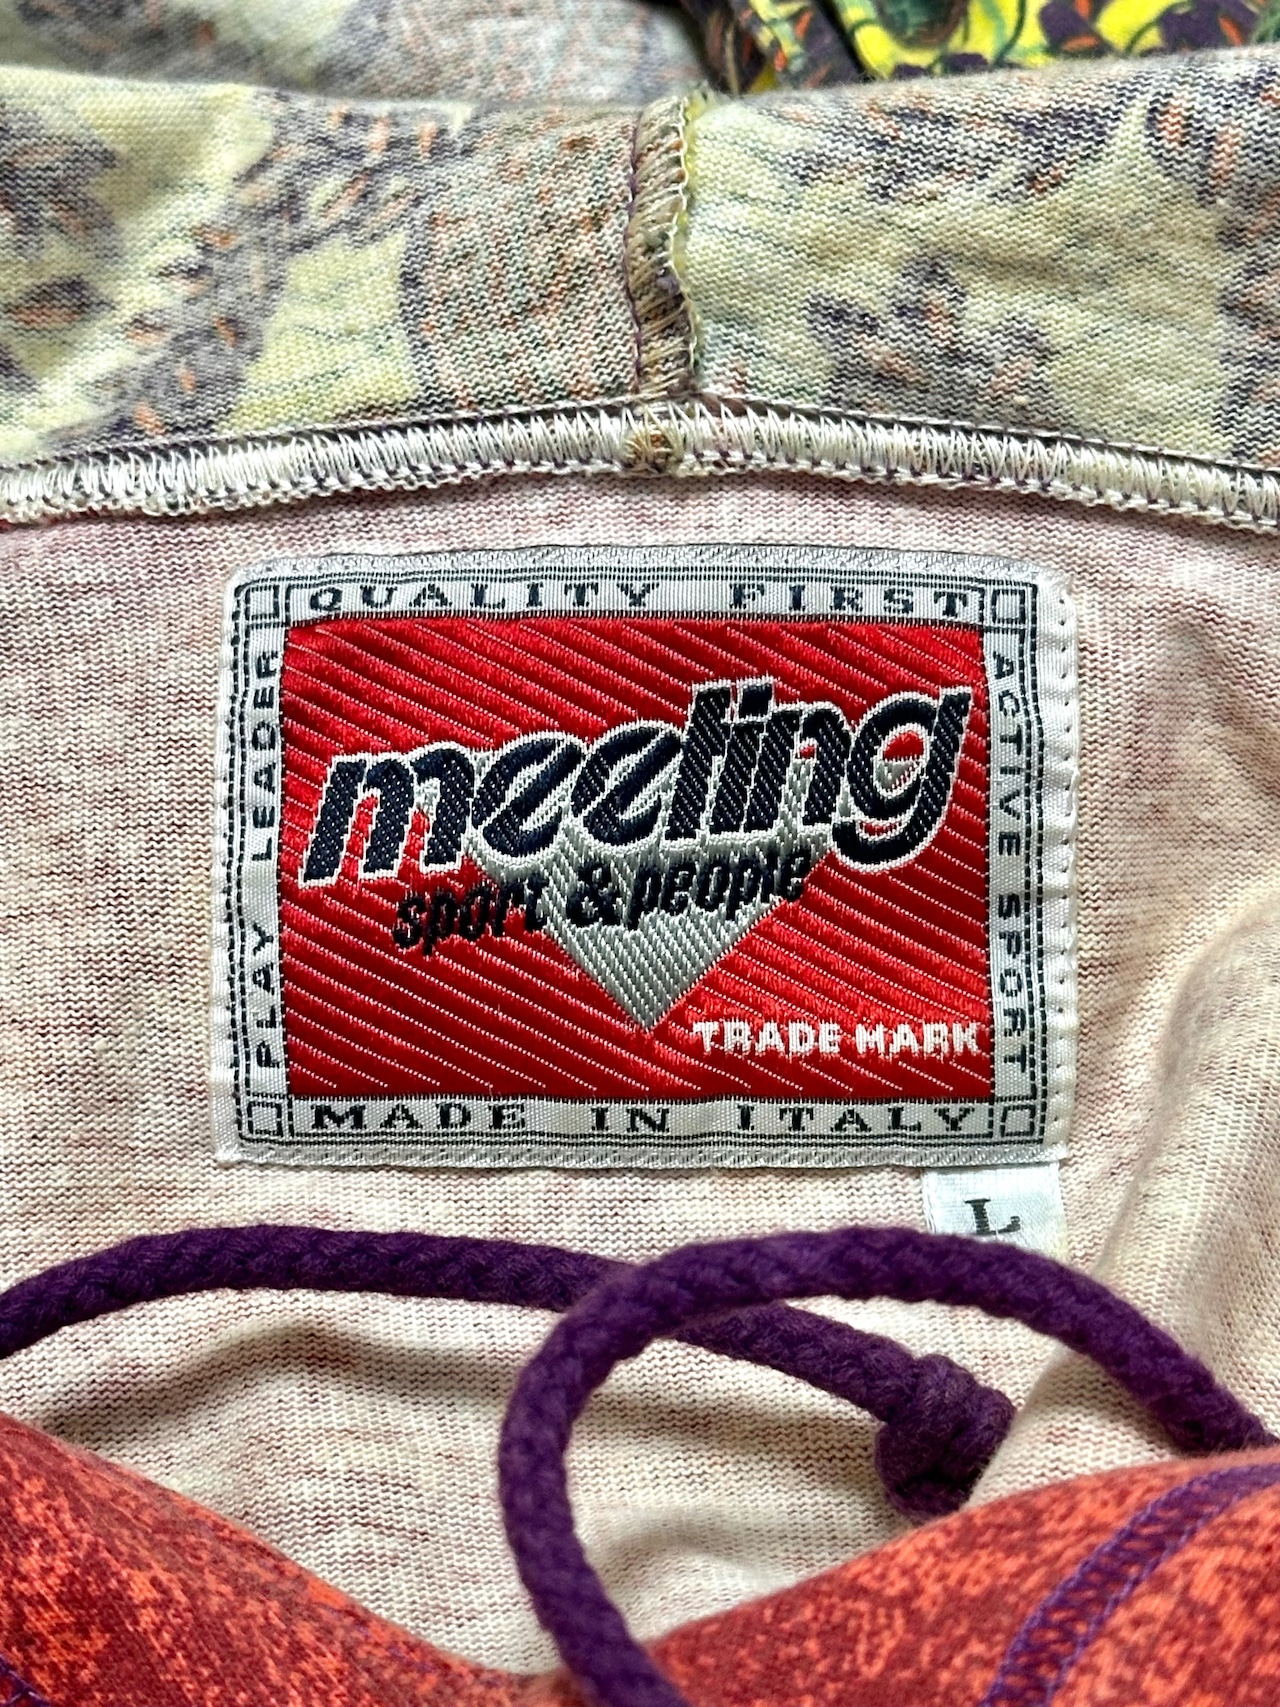 QUALITY FIRST
PLAY LEADER
ACTIVE SPORT
meeting
sport & people
TRADE MARK
MADE IN ITALY
L